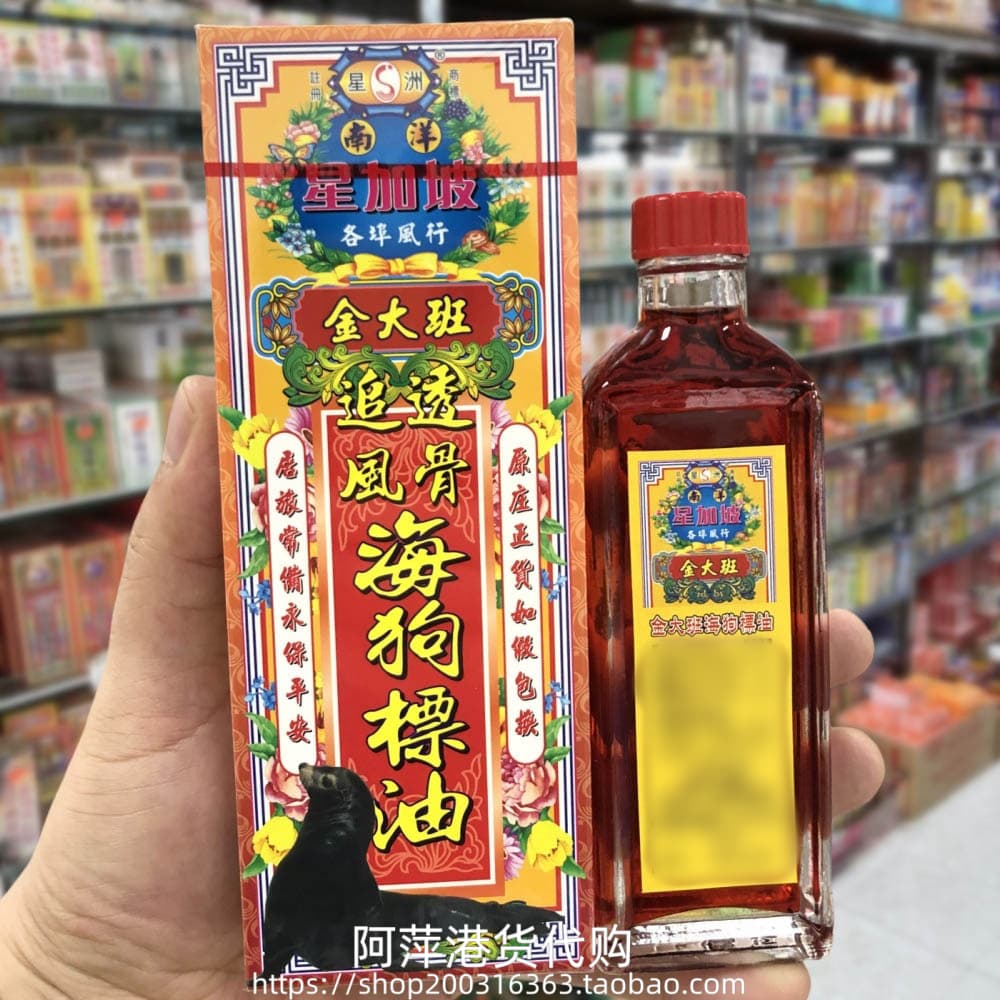 註冊
星 S 洲
®
商標
南洋
星加坡
各埠風行
金大班
透骨
追風
海狗標油
原庄正貨如假包換
居旅常備永保平安
星 S 洲
南洋
星加坡
各埠風行
金大班
金大班海狗標油
阿萍港货代购
https://shop200316363.taobao.com